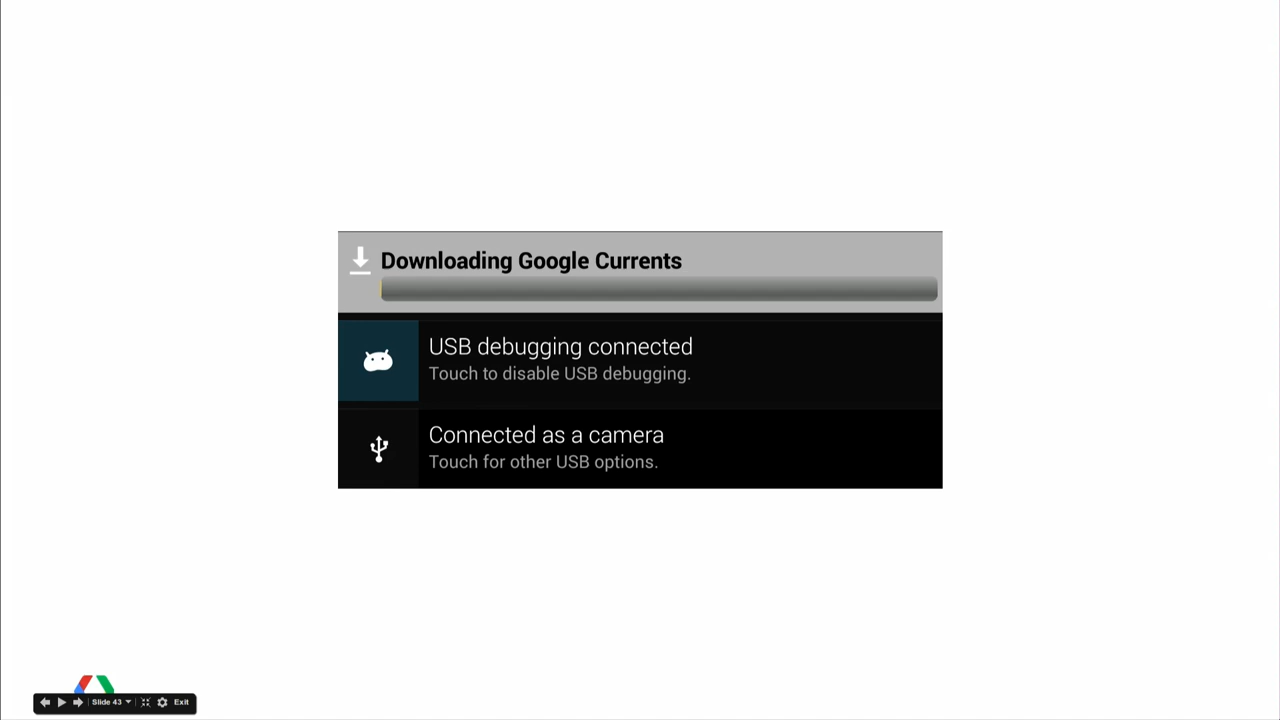 Downloading Google Currents
USB debugging connected
Touch to disable USB debugging.
Connected as a camera
Touch for other USB options.
Slide 43
Exit